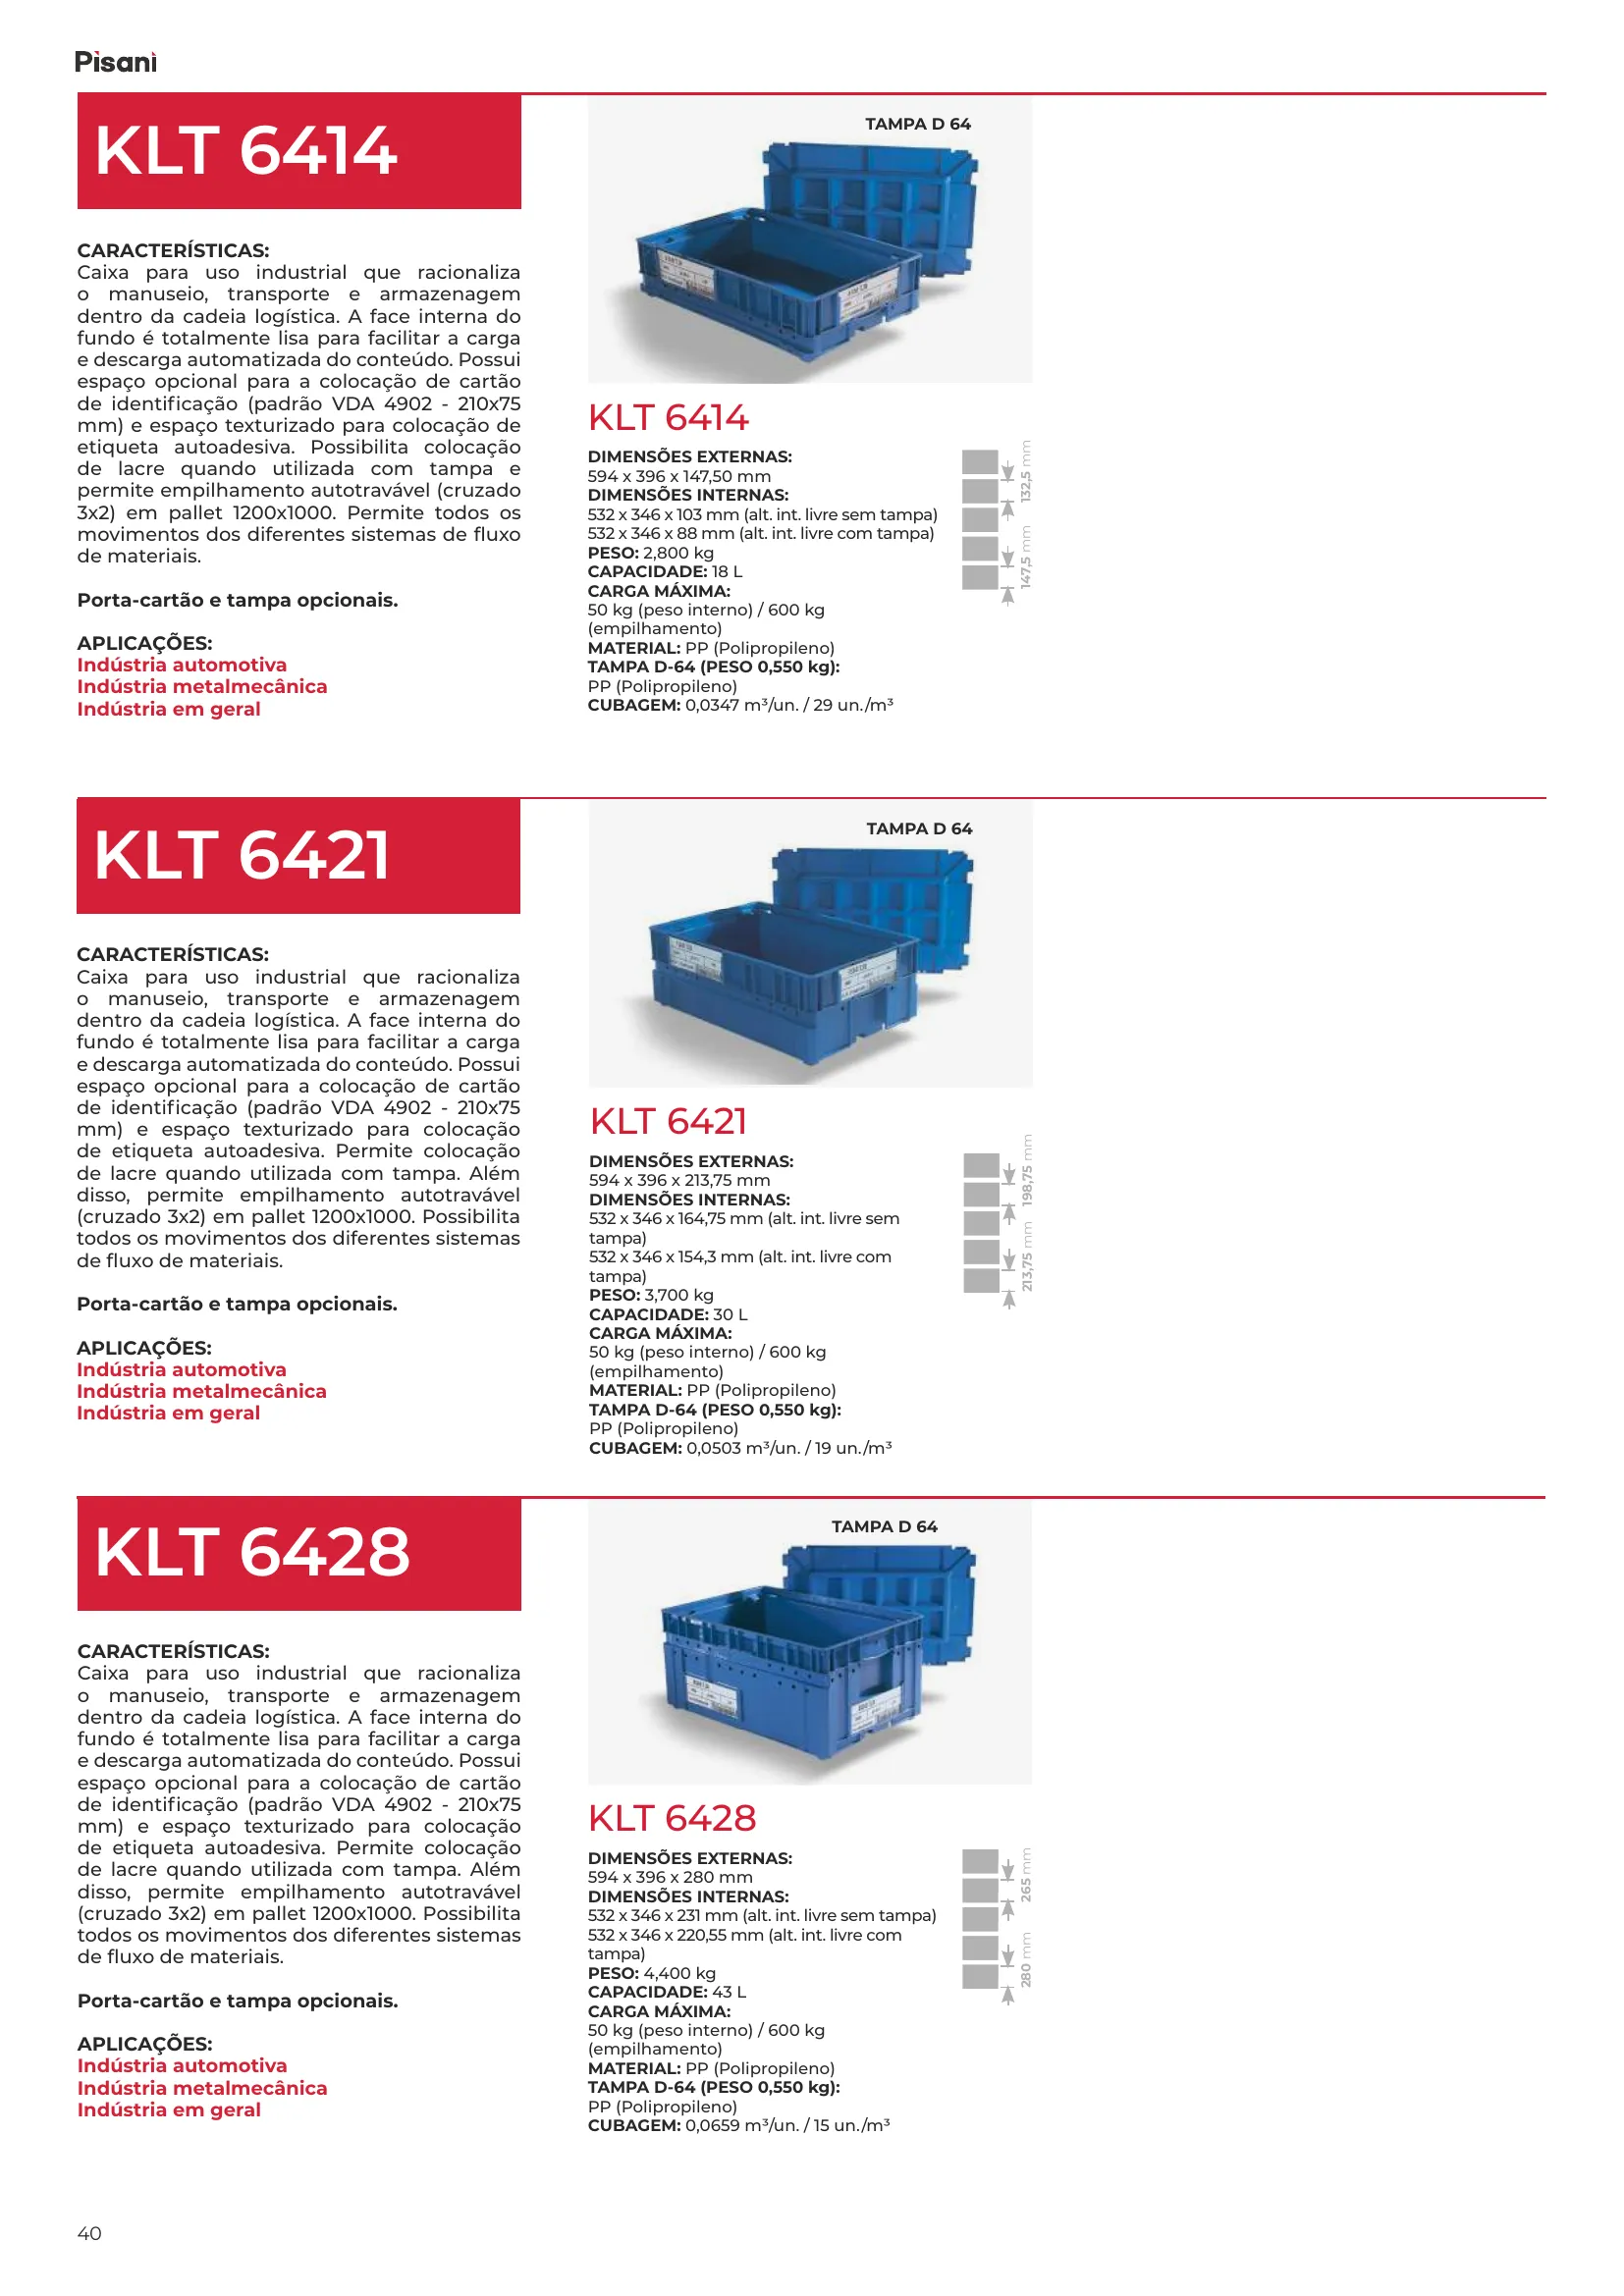 Pisani
KLT 6414
CARACTERÍSTICAS:
Caixa para uso industrial que racionaliza
o manuseio, transporte e armazenagem
dentro da cadeia logística. A face interna do
fundo é totalmente lisa para facilitar a carga
e descarga automatizada do conteúdo. Possui
espaço opcional para a colocação de cartão
de identificação (padrão VDA 4902 - 210x75
mm) e espaço texturizado para colocação de
etiqueta autoadesiva. Possibilita colocação
de lacre quando utilizada com tampa e
permite empilhamento autotravável (cruzado
3x2) em pallet 1200x1000. Permite todos os
movimentos dos diferentes sistemas de fluxo
de materiais.
Porta-cartão e tampa opcionais.
APLICAÇÕES:
Indústria automotiva
Indústria metalmecânica
Indústria em geral
TAMPA D 64
KLT 6414
DIMENSÕES EXTERNAS:
594 x 396 x 147,50 mm
DIMENSÕES INTERNAS:
532 x 346 x 103 mm (alt. int. livre sem tampa)
532 x 346 x 88 mm (alt. int. livre com tampa)
PESO: 2,800 kg
CAPACIDADE: 18 L
CARGA MÁXIMA:
50 kg (peso interno) / 600 kg
(empilhamento)
MATERIAL: PP (Polipropileno)
TAMPA D-64 (PESO 0,550 kg):
PP (Polipropileno)
CUBAGEM: 0,0347 m³/un. / 29 un./m³
132,5 mm
147,5 mm
KLT 6421
CARACTERÍSTICAS:
Caixa para uso industrial que racionaliza
o manuseio, transporte e armazenagem
dentro da cadeia logística. A face interna do
fundo é totalmente lisa para facilitar a carga
e descarga automatizada do conteúdo. Possui
espaço opcional para a colocação de cartão
de identificação (padrão VDA 4902 - 210x75
mm) e espaço texturizado para colocação
de etiqueta autoadesiva. Permite colocação
de lacre quando utilizada com tampa. Além
disso, permite empilhamento autotravável
(cruzado 3x2) em pallet 1200x1000. Possibilita
todos os movimentos dos diferentes sistemas
de fluxo de materiais.
Porta-cartão e tampa opcionais.
APLICAÇÕES:
Indústria automotiva
Indústria metalmecânica
Indústria em geral
TAMPA D 64
KLT 6421
DIMENSÕES EXTERNAS:
594 x 396 x 213,75 mm
DIMENSÕES INTERNAS:
532 x 346 x 164,75 mm (alt. int. livre sem
tampa)
532 x 346 x 154,3 mm (alt. int. livre com
tampa)
PESO: 3,700 kg
CAPACIDADE: 30 L
CARGA MÁXIMA:
50 kg (peso interno) / 600 kg
(empilhamento)
MATERIAL: PP (Polipropileno)
TAMPA D-64 (PESO 0,550 kg):
PP (Polipropileno)
CUBAGEM: 0,0503 m³/un. / 19 un./m³
198,75 mm
213,75 mm
KLT 6428
CARACTERÍSTICAS:
Caixa para uso industrial que racionaliza
o manuseio, transporte e armazenagem
dentro da cadeia logística. A face interna do
fundo é totalmente lisa para facilitar a carga
e descarga automatizada do conteúdo. Possui
espaço opcional para a colocação de cartão
de identificação (padrão VDA 4902 - 210x75
mm) e espaço texturizado para colocação
de etiqueta autoadesiva. Permite colocação
de lacre quando utilizada com tampa. Além
disso, permite empilhamento autotravável
(cruzado 3x2) em pallet 1200x1000. Possibilita
todos os movimentos dos diferentes sistemas
de fluxo de materiais.
Porta-cartão e tampa opcionais.
APLICAÇÕES:
Indústria automotiva
Indústria metalmecânica
Indústria em geral
TAMPA D 64
KLT 6428
DIMENSÕES EXTERNAS:
594 x 396 x 280 mm
DIMENSÕES INTERNAS:
532 x 346 x 231 mm (alt. int. livre sem tampa)
532 x 346 x 220,55 mm (alt. int. livre com
tampa)
PESO: 4,400 kg
CAPACIDADE: 43 L
CARGA MÁXIMA:
50 kg (peso interno) / 600 kg
(empilhamento)
MATERIAL: PP (Polipropileno)
TAMPA D-64 (PESO 0,550 kg):
PP (Polipropileno)
CUBAGEM: 0,0659 m³/un. / 15 un./m³
265 mm
280 mm
40